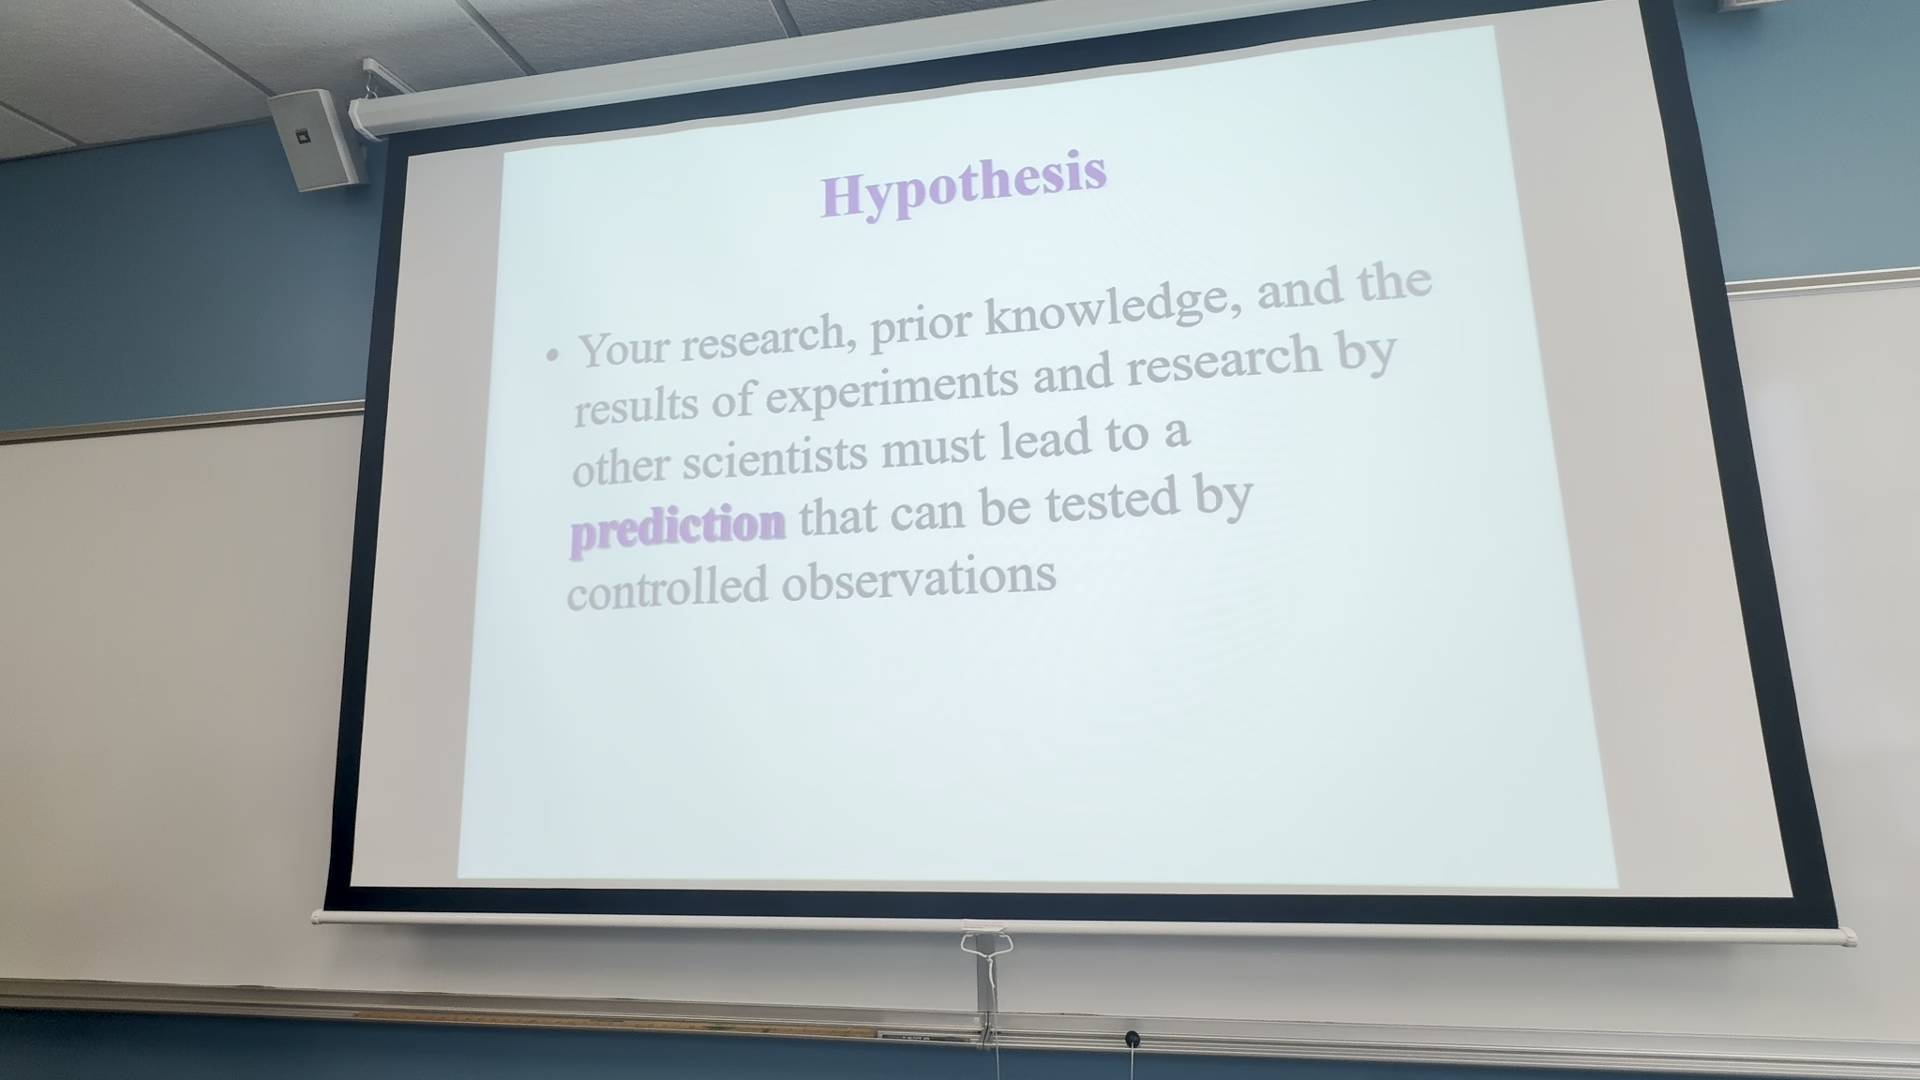 Hypothesis
• Your research, prior knowledge, and the
results of experiments and research by
other scientists must lead to a
prediction that can be tested by
controlled observations